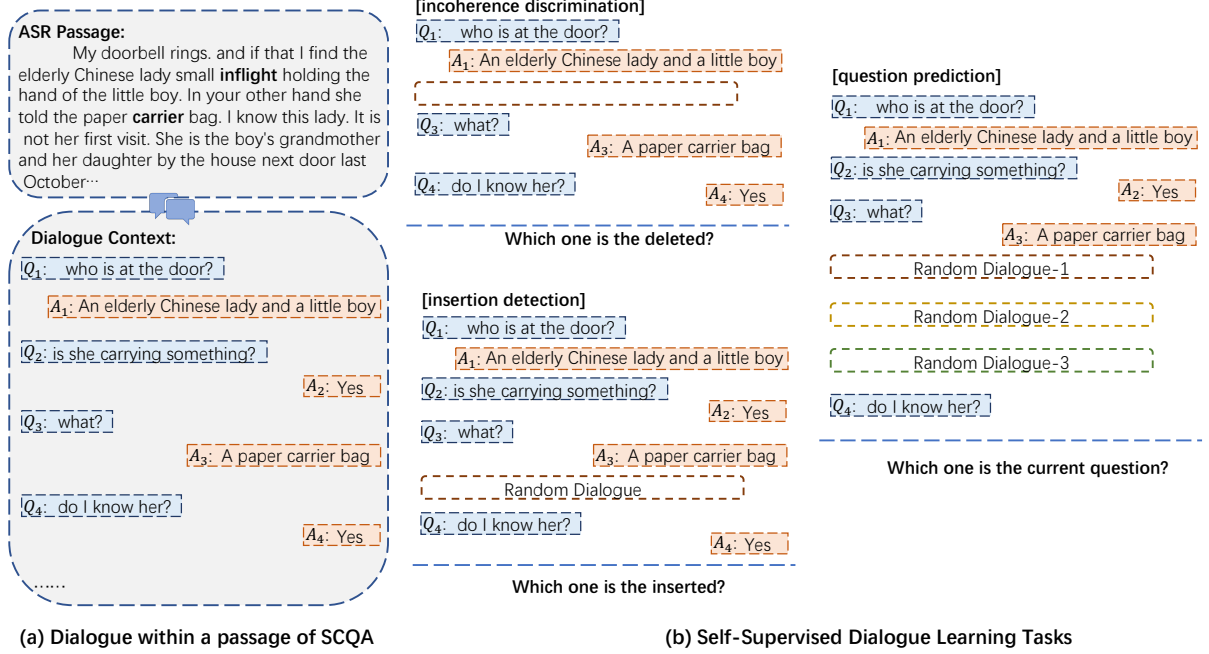 ASR Passage:
My doorbell rings. and if that I find the
elderly Chinese lady small inflight holding the
hand of the little boy. In your other hand she
told the paper carrier bag. I know this lady. It is
not her first visit. She is the boy's grandmother
and her daughter by the house next door last
October···
Dialogue Context:
Q1: who is at the door?
A1: An elderly Chinese lady and a little boy
Q2: is she carrying something?
A2: Yes
Q3: what?
A3: A paper carrier bag
Q4: do I know her?
A4: Yes
……
(a) Dialogue within a passage of SCQA
[incoherence discrimination]
Q1: who is at the door?
A1: An elderly Chinese lady and a little boy
Q3: what?
A3: A paper carrier bag
Q4: do I know her?
A4: Yes
Which one is the deleted?
[insertion detection]
Q1: who is at the door?
A1: An elderly Chinese lady and a little boy
Q2: is she carrying something?
A2: Yes
Q3: what?
A3: A paper carrier bag
Random Dialogue
Q4: do I know her?
A4: Yes
Which one is the inserted?
[question prediction]
Q1: who is at the door?
A1: An elderly Chinese lady and a little boy
Q2: is she carrying something?
A2: Yes
Q3: what?
A3: A paper carrier bag
Random Dialogue-1
Random Dialogue-2
Random Dialogue-3
Q4: do I know her?
Which one is the current question?
(b) Self-Supervised Dialogue Learning Tasks